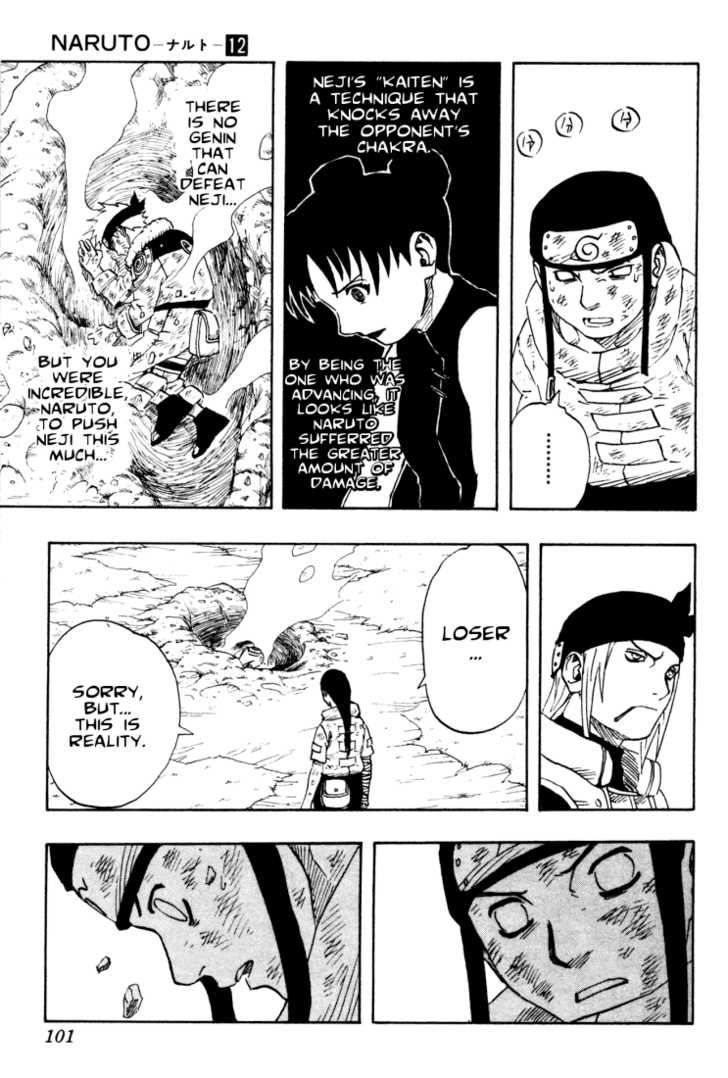 NARUTO—ナルト—12
ハ
ハ
ハ
………
NEJI'S "KAITEN" IS
A TECHNIQUE THAT
KNOCKS AWAY
THE OPPONENT'S
CHAKRA.
BY BEING THE
ONE WHO WAS
ADVANCING, IT
LOOKS LIKE
NARUTO
SUFFERRED
THE GREATER
AMOUNT OF
DAMAGE.
THERE
IS NO
GENIN
THAT
CAN
DEFEAT
NEJI...
BUT YOU
WERE
INCREDIBLE,
NARUTO,
TO PUSH
NEJI THIS
MUCH...
LOSER
...
SORRY,
BUT...
THIS IS
REALITY.
101